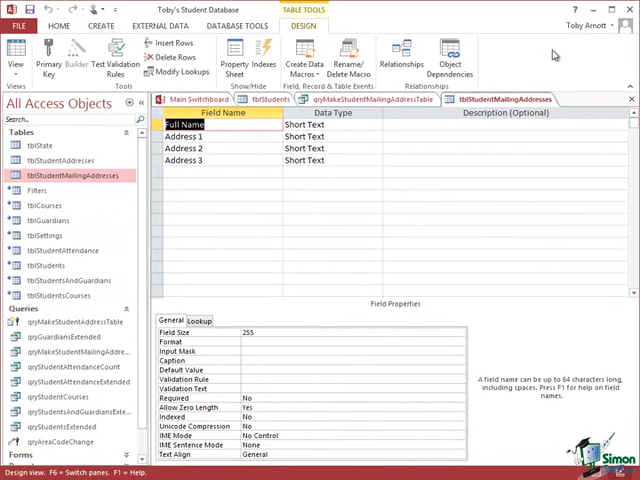 Toby's Student Database
TABLE TOOLS
FILE
HOME
CREATE
EXTERNAL DATA
DATABASE TOOLS
DESIGN
Toby Arnott
View
Primary Key
Builder
Test Validation Rules
Insert Rows
Delete Rows
Modify Lookups
Tools
Property Sheet
Indexes
Show/Hide
Create Data Macros
Rename/ Delete Macro
Field, Record & Table Events
Relationships
Object Dependencies
Relationships
All Access Objects
Search...
Tables
tblState
tblStudentAddresses
tblStudentMailingAddresses
Filters
tblCourses
tblGuardians
tblSettings
tblStudentAttendance
tblStudents
tblStudentsAndGuardians
tblStudentsCourses
Queries
qryMakeStudentAddressTable
qryGuardiansExtended
qryMakeStudentMailingAddre...
qryStudentAttendanceCount
qryStudentAttendanceExtended
qryStudentCourses
qryStudentsAndGuardiansExte...
qryStudentsExtended
qryAreaCodeChange
Forms
Main Switchboard
tblStudents
qryMakeStudentMailingAddressTable
tblStudentMailingAddresses
Field Name Data Type Description (Optional)
Full Name Short Text
Address 1 Short Text
Address 2 Short Text
Address 3 Short Text
Field Properties
General Lookup
Field Size 255
Format
Input Mask
Caption
Default Value
Validation Rule
Validation Text
Required No
Allow Zero Length Yes
Indexed No
Unicode Compression No
IME Mode No Control
IME Sentence Mode None
Text Align General
A field name can be up to 64 characters long,
including spaces. Press F1 for help on field
names.
Simon
Design view. F6 = Switch panes. F1 = Help.